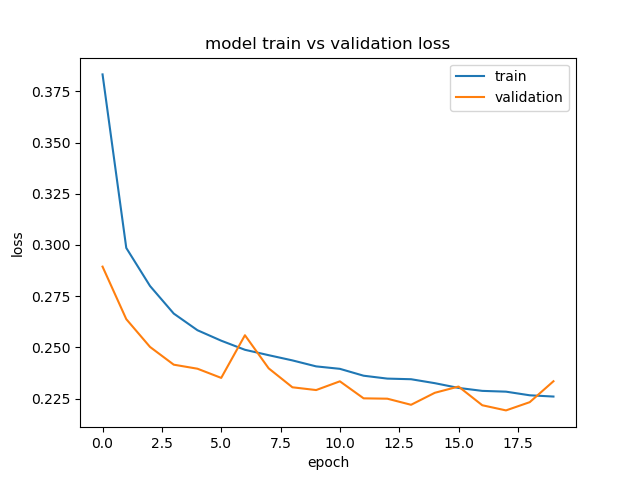 model train vs validation loss
train
validation
0.375
0.350
0.325
0.300
0.275
0.250
0.225
loss
0.0 2.5 5.0 7.5 10.0 12.5 15.0 17.5
epoch